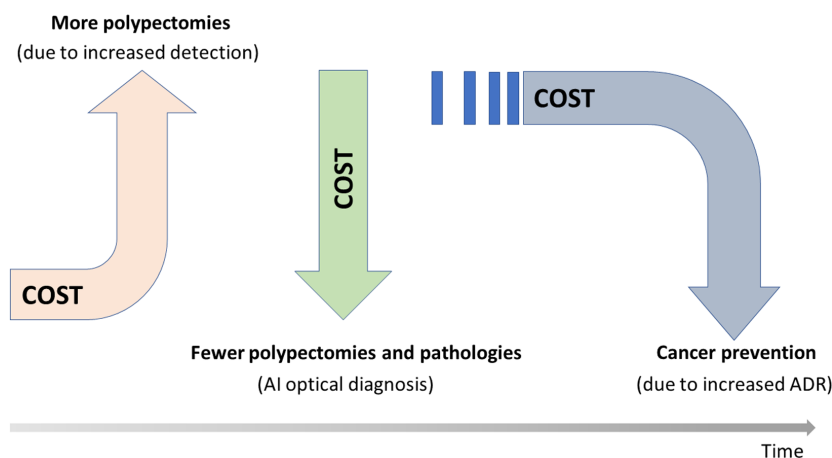 More polypectomies
(due to increased detection)
COST
COST
COST
Fewer polypectomies and pathologies
(AI optical diagnosis)
Cancer prevention
(due to increased ADR)
Time